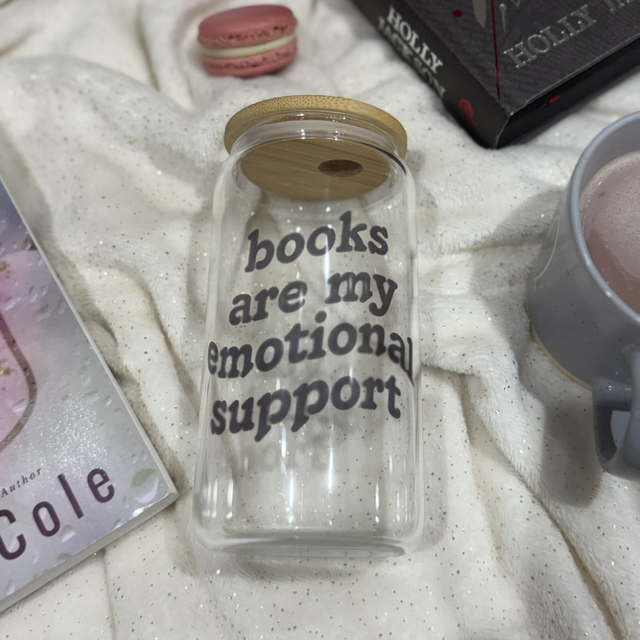 HOLLY
HOLLY
books
are my
emotional
support
Author
Cole